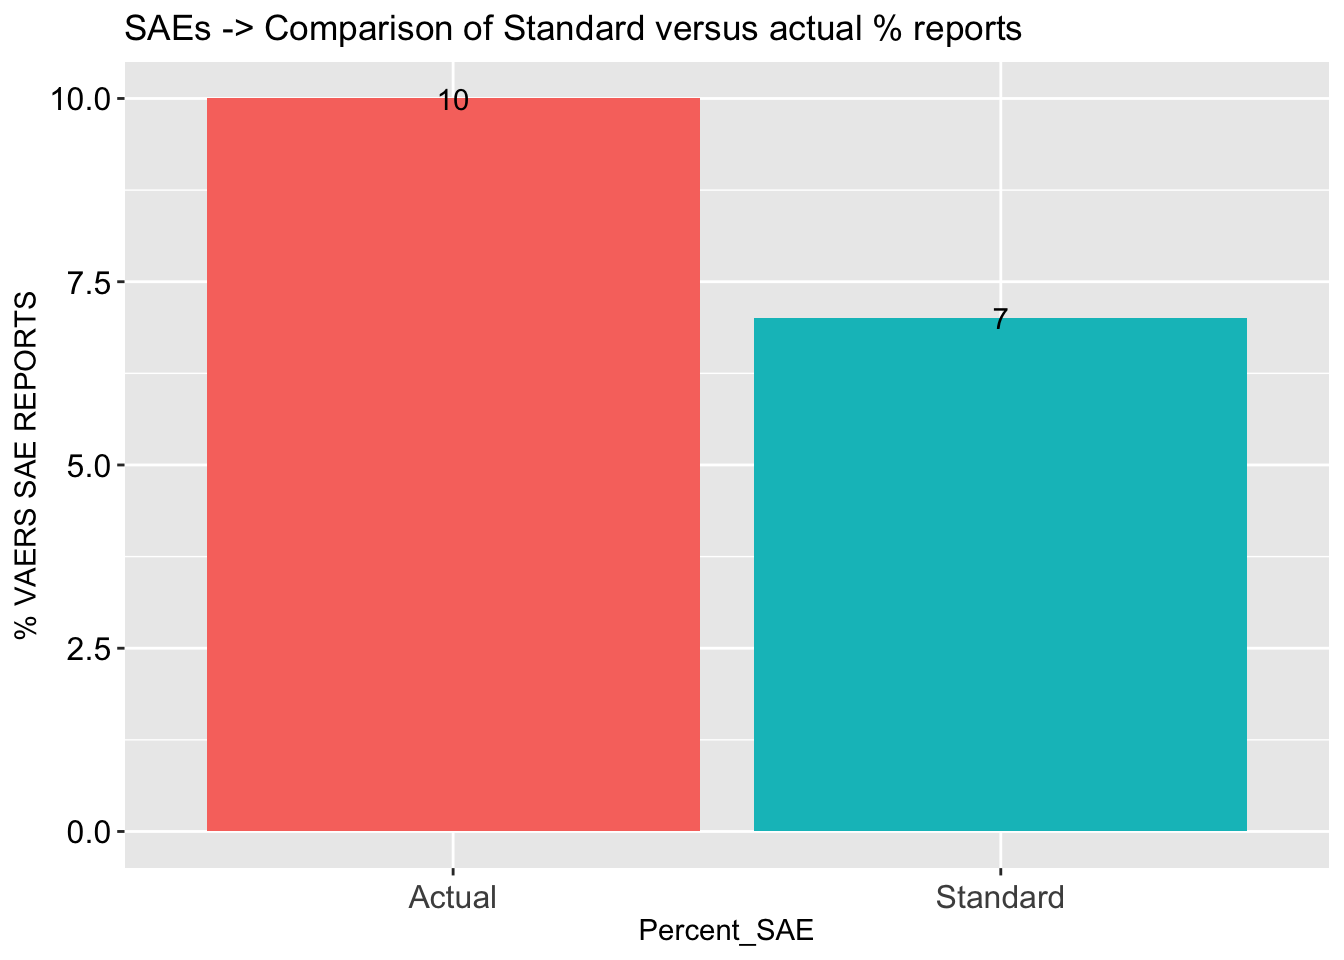 SAEs -> Comparison of Standard versus actual % reports
% VAERS SAE REPORTS
10.0
7.5
5.0
2.5
0.0
10
7
Actual
Standard
Percent_SAE